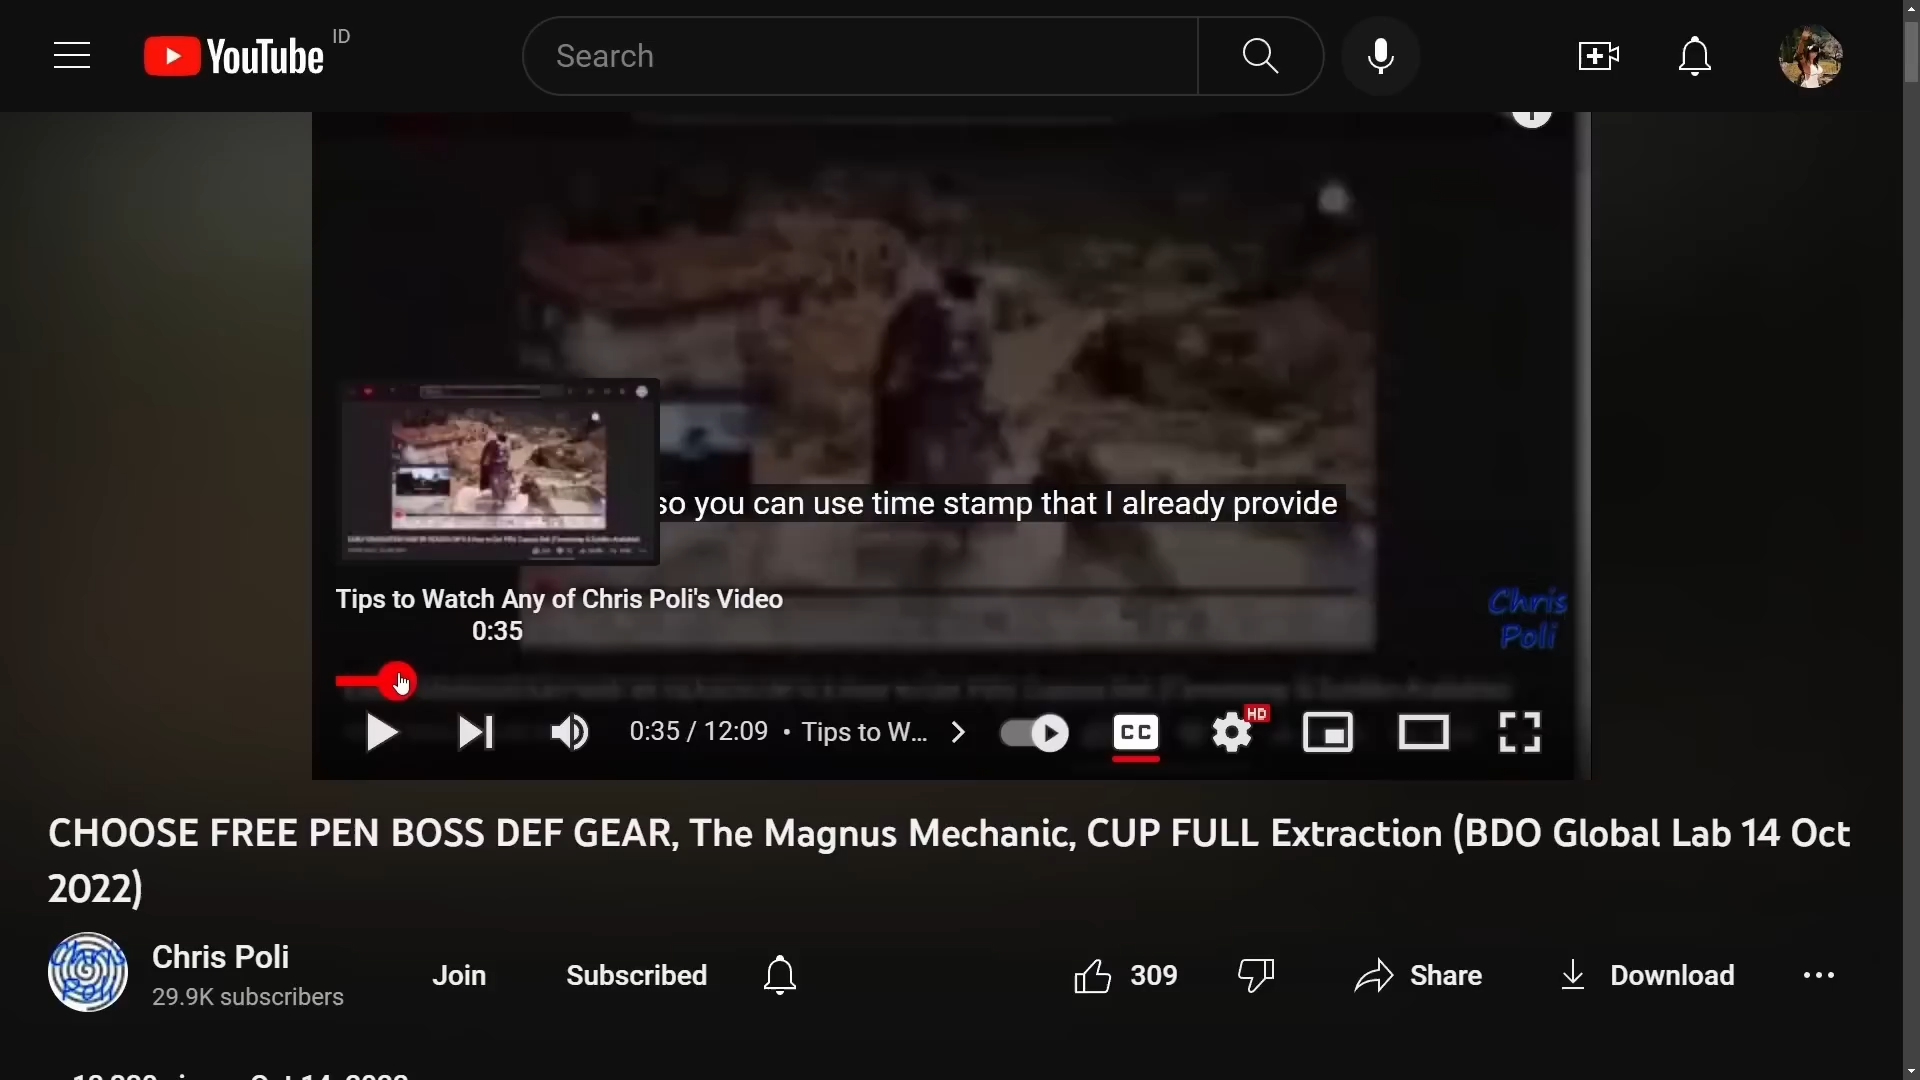 YouTube ID
Search
so you can use time stamp that I already provide
Tips to Watch Any of Chris Poli's Video
0:35
Chris
Poli
0:35 / 12:09 • Tips to W...
CC
HD
CHOOSE FREE PEN BOSS DEF GEAR, The Magnus Mechanic, CUP FULL Extraction (BDO Global Lab 14 Oct
2022)
Chris Poli
29.9K subscribers
Join
Subscribed
309
Share
Download